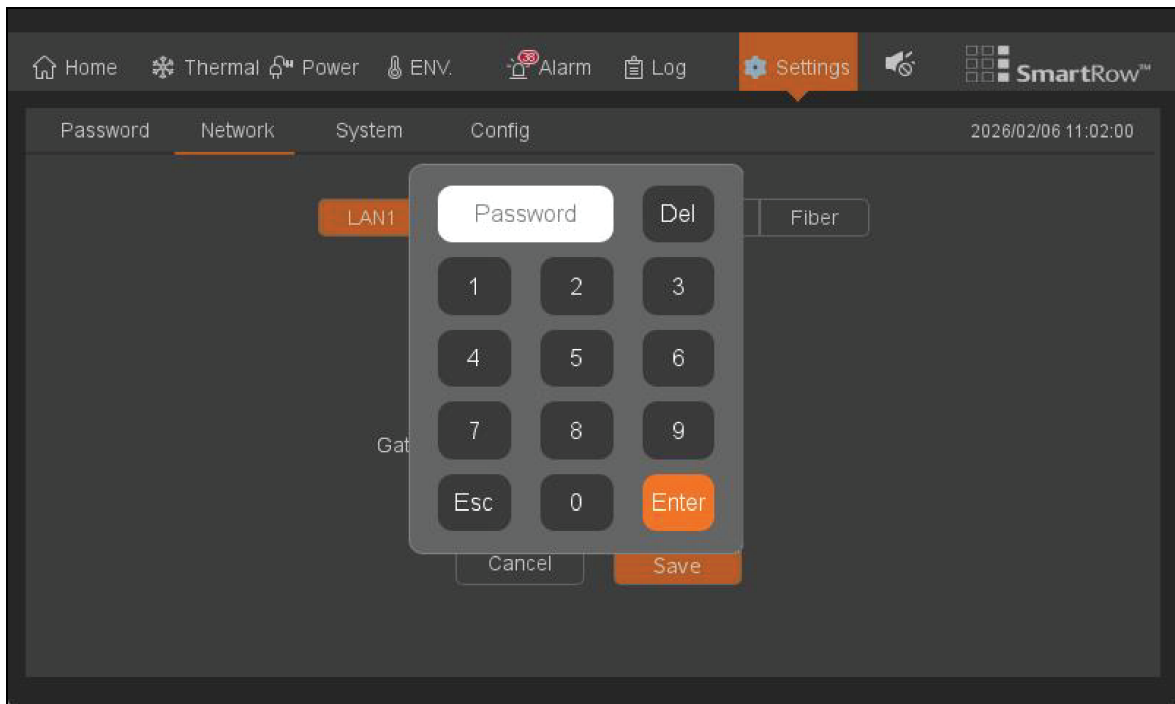 Home Thermal Power ENV. 38 Alarm Log Settings SmartRow™
Password Network System Config 2026/02/06 11:02:00
LAN1 Password Del Fiber
1 2 3
4 5 6
Gat 7 8 9
Esc 0 Enter
Cancel Save